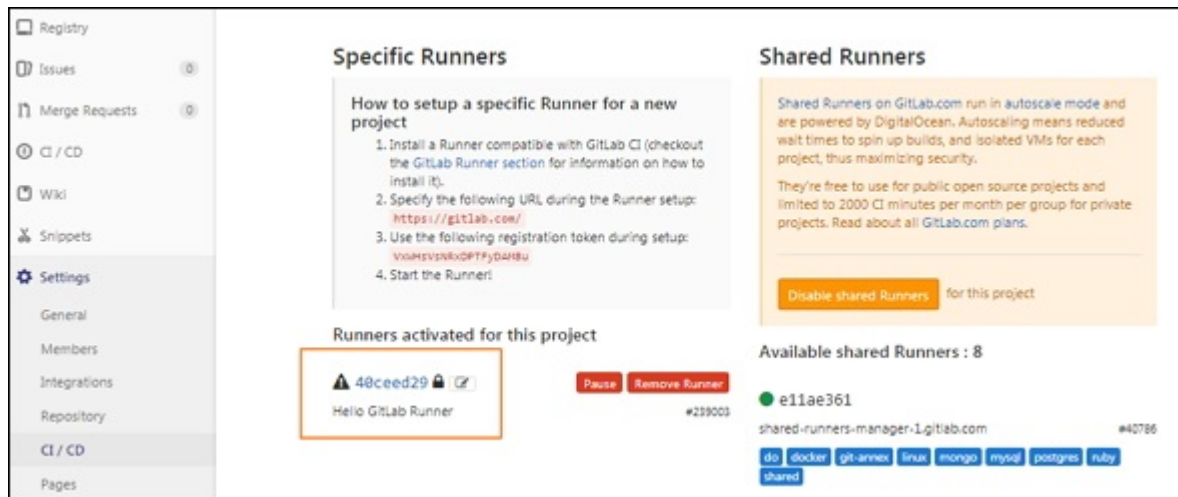 Registry
Issues 0
Merge Requests 0
CI / CD
Wiki
Snippets
Settings
General
Members
Integrations
Repository
CI / CD
Pages
Specific Runners
How to setup a specific Runner for a new
project
1. Install a Runner compatible with GitLab CI (checkout
the GitLab Runner section for information on how to
install it).
2. Specify the following URL during the Runner setup:
https://gitlab.com/
3. Use the following registration token during setup:
4. Start the Runner!
Runners activated for this project
40ceed29
Pause Remove Runner
Hello GitLab Runner #239003
Shared Runners
Shared Runners on GitLab.com run in autoscale mode and
are powered by DigitalOcean. Autoscaling means reduced
wait times to spin up builds, and isolated VMs for each
project, thus maximizing security.
They're free to use for public open source projects and
limited to 2000 CI minutes per month per group for private
projects. Read about all GitLab.com plans.
Disable shared Runners for this project
Available shared Runners : 8
e11ae361
shared-runners-manager-1.gitlab.com #40786
do docker git-annex linux mongo mysql postgres ruby
shared